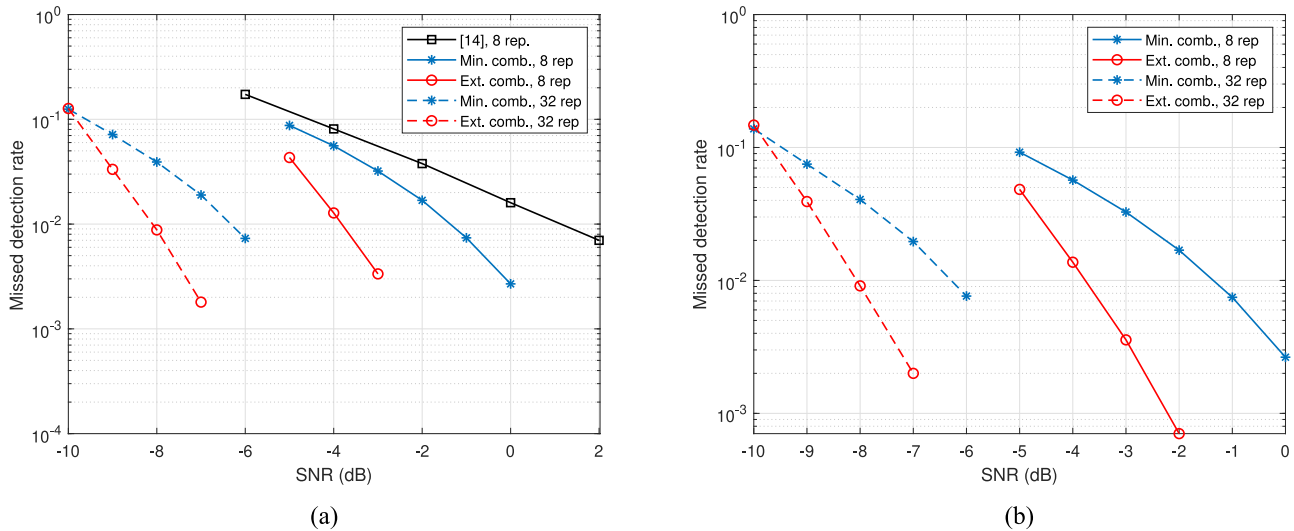 10^0
10^-1
10^-2
10^-3
10^-4
Missed detection rate
-10 -8 -6 -4 -2 0 2
SNR (dB)
[14], 8 rep.
Min. comb., 8 rep
Ext. comb., 8 rep
Min. comb., 32 rep
Ext. comb., 32 rep
(a)
10^0
10^-1
10^-2
10^-3
Missed detection rate
-10 -9 -8 -7 -6 -5 -4 -3 -2 -1 0
SNR (dB)
Min. comb., 8 rep
Ext. comb., 8 rep
Min. comb., 32 rep
Ext. comb., 32 rep
(b)